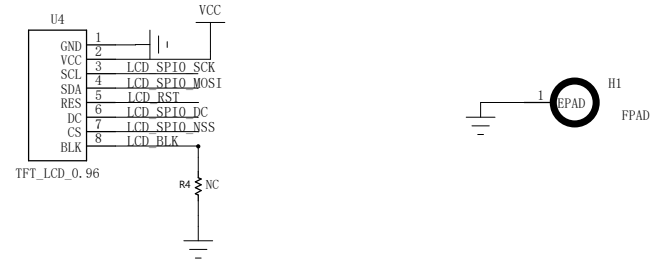 U4
VCC
GND 1
VCC 2
SCL 3 LCD_SPI0_SCK
SDA 4 LCD_SPI0_MOSI
RES 5 LCD_RST
DC 6 LCD_SPI0_DC
CS 7 LCD_SPI0_NSS
BLK 8 LCD_BLK
TFT_LCD_0.96
R4 NC
H1
1 EPAD
FPAD